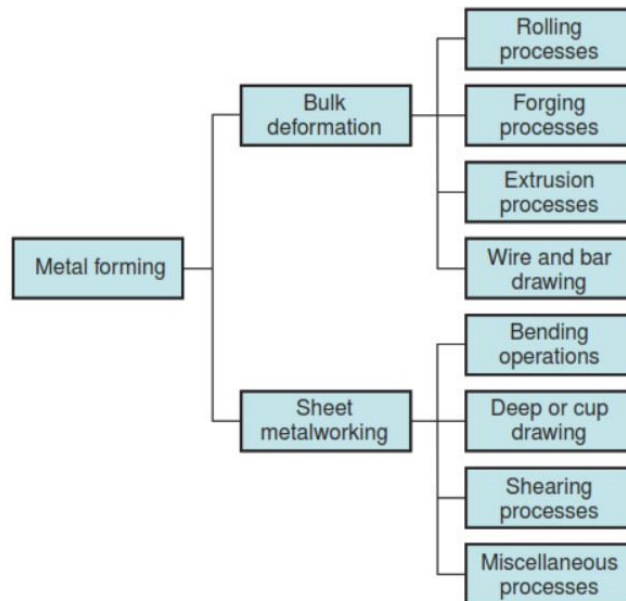 Rolling
processes
Bulk
deformation
Forging
processes
Extrusion
processes
Metal forming
Wire and bar
drawing
Bending
operations
Sheet
metalworking
Deep or cup
drawing
Shearing
processes
Miscellaneous
processes